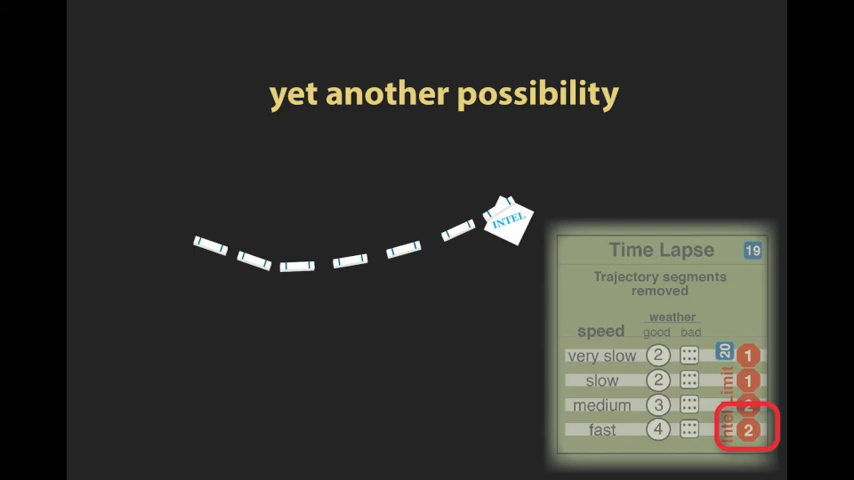 yet another possibility
INTEL
Time Lapse 19
Trajectory segments
removed
weather
speed good bad
20
Intel Limit
very slow 2 1
slow 2 1
medium 3 2
fast 4 2